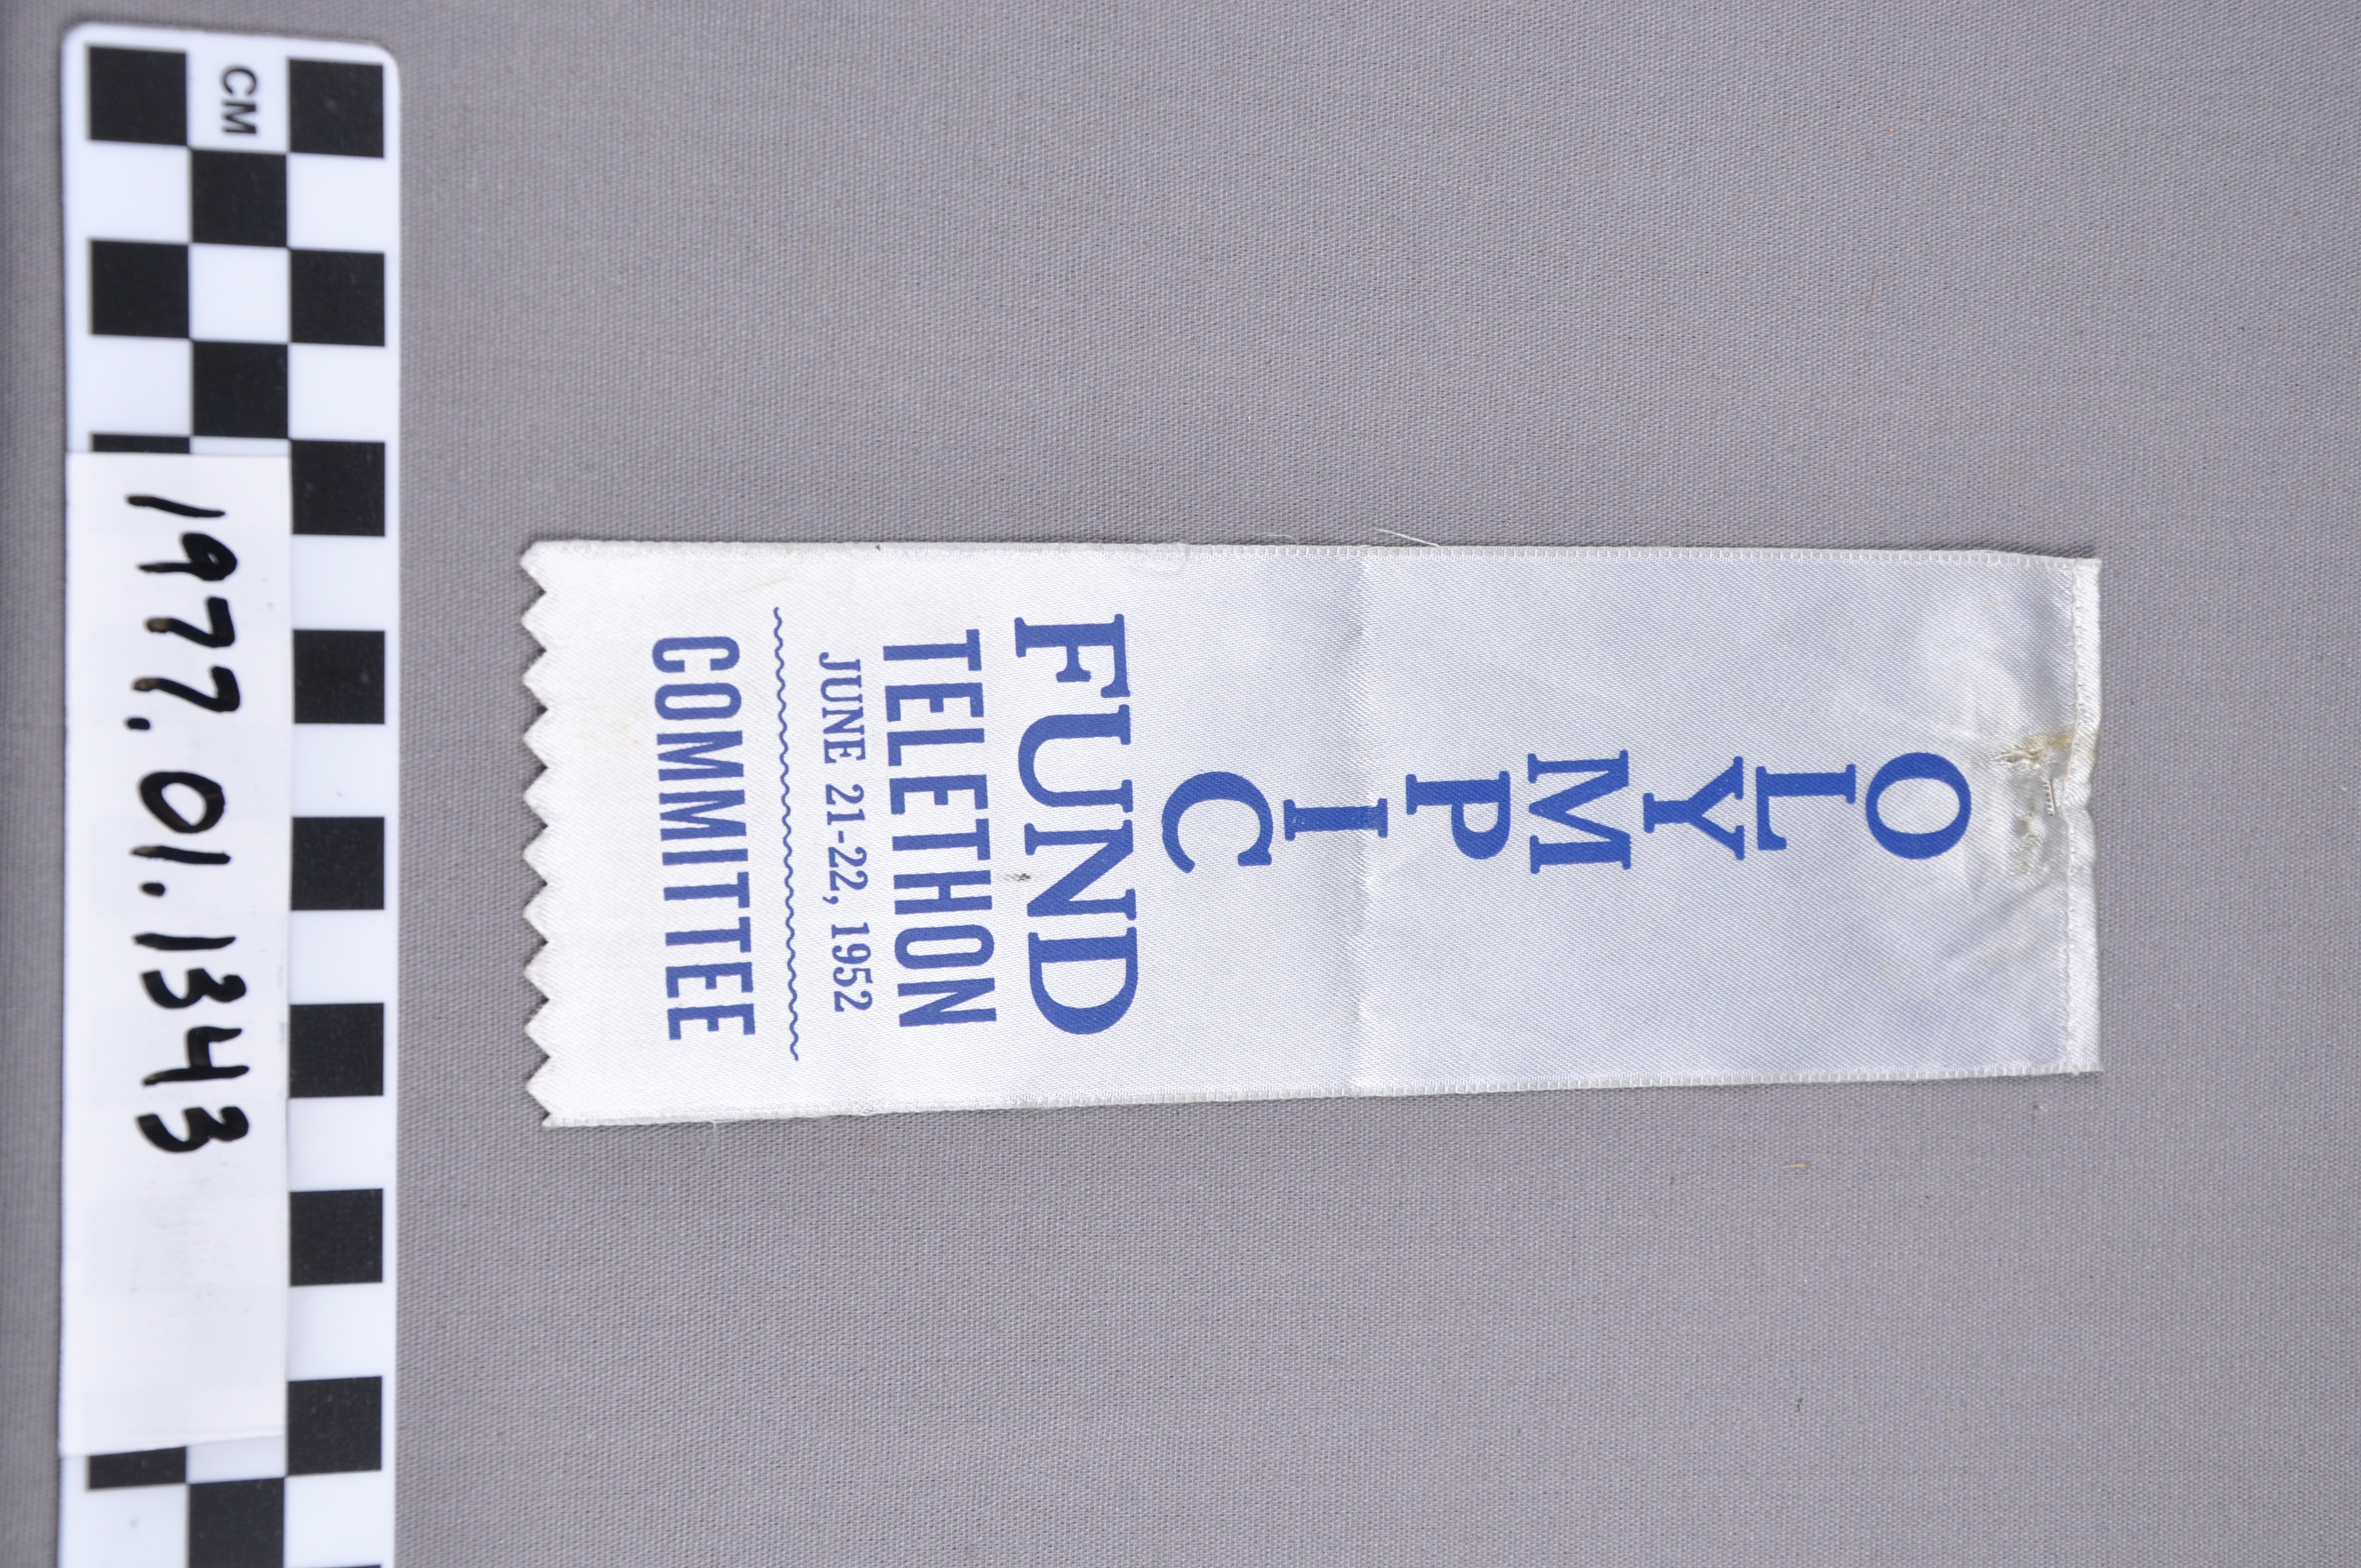 O
L
Y
M
P
I
C
FUND
TELETHON
JUNE 21-22, 1952
COMMITTEE
CM
1977.01.1343